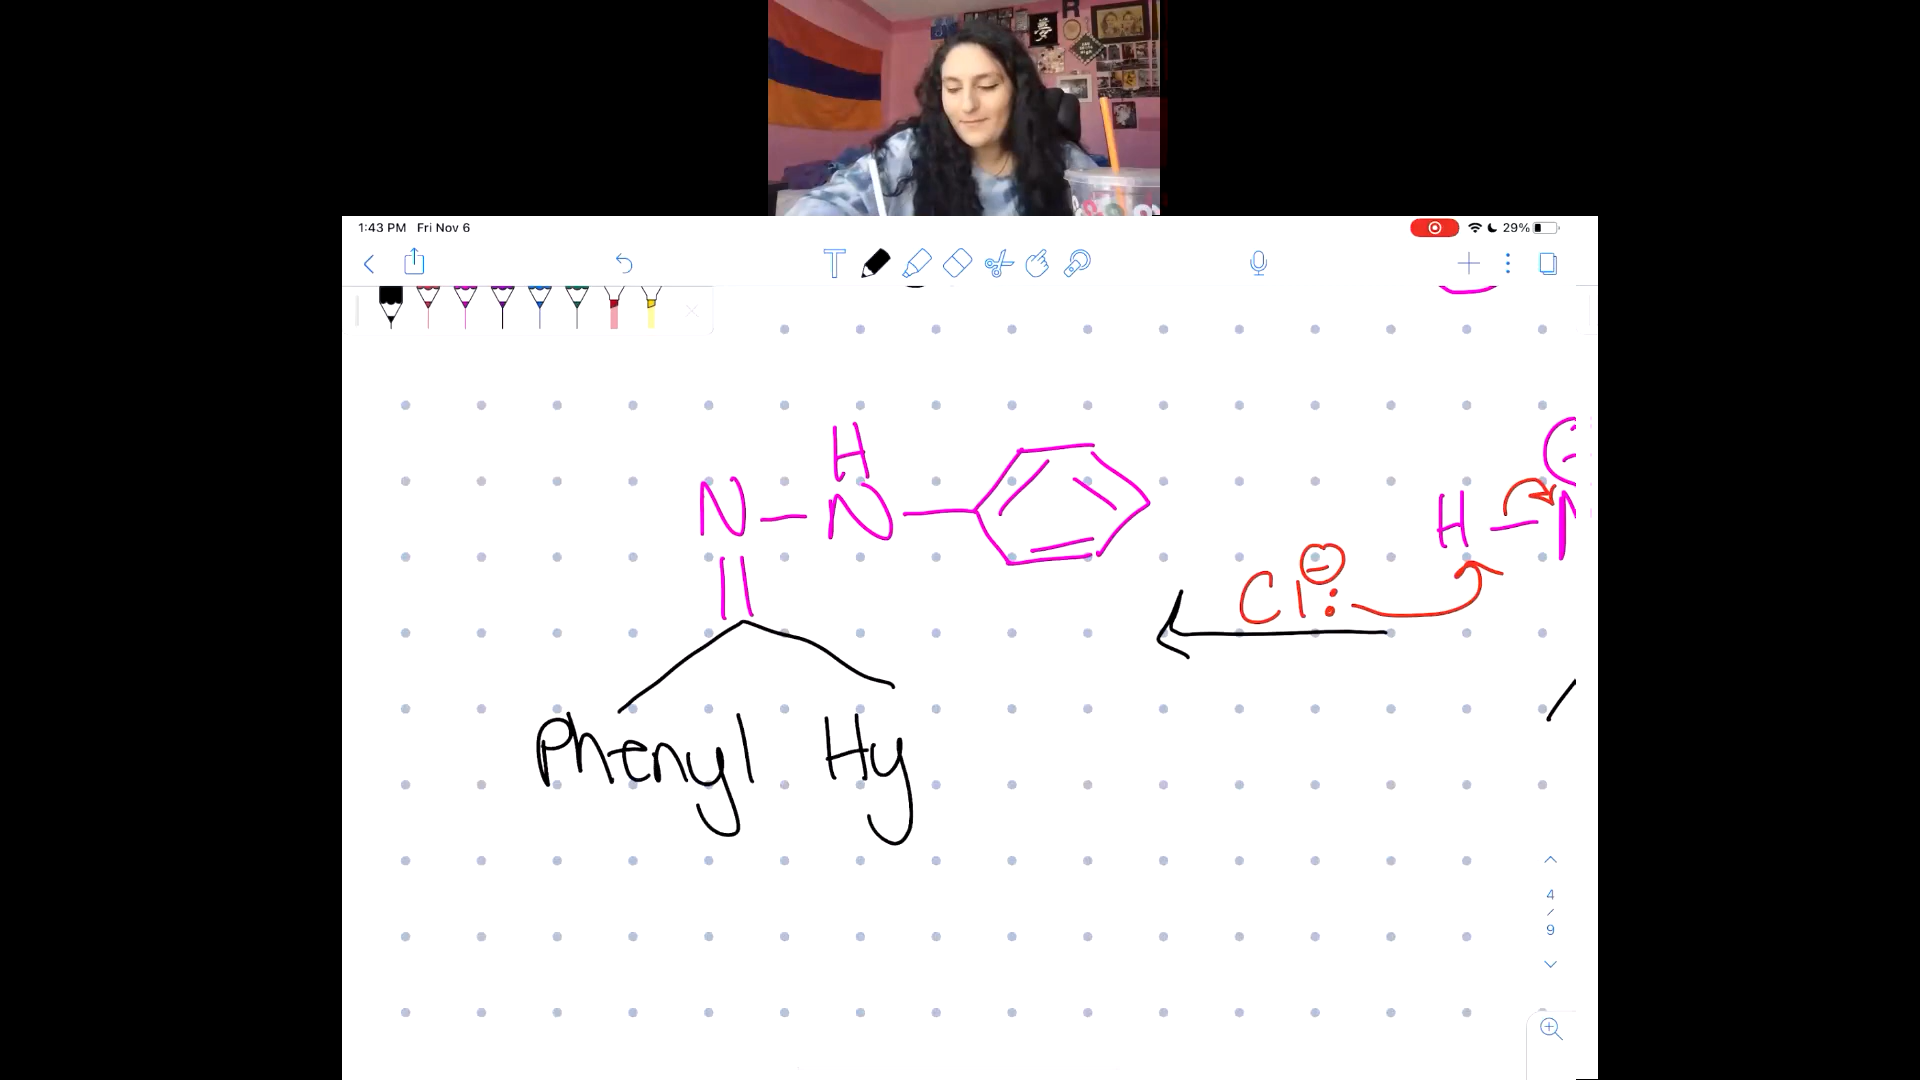 R
1:43 PM Fri Nov 6
29%
T
H
N — N
H — N
Cl ⊖ :
Phenyl Hy
4
/
9